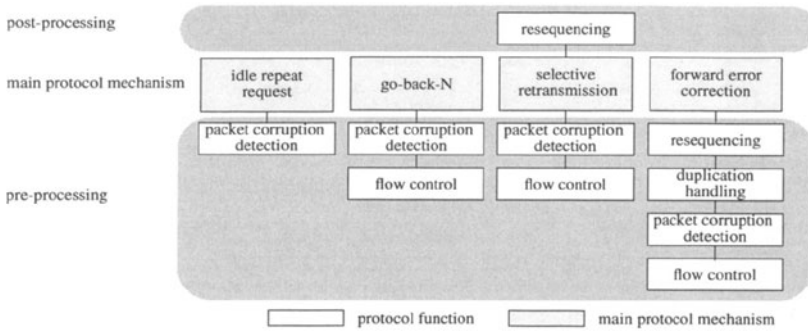 post-processing
resequencing
main protocol mechanism
idle repeat
request
go-back-N
selective
retransmission
forward error
correction
packet corruption
detection
packet corruption
detection
packet corruption
detection
resequencing
pre-processing
flow control
flow control
duplication
handling
packet corruption
detection
flow control
protocol function
main protocol mechanism